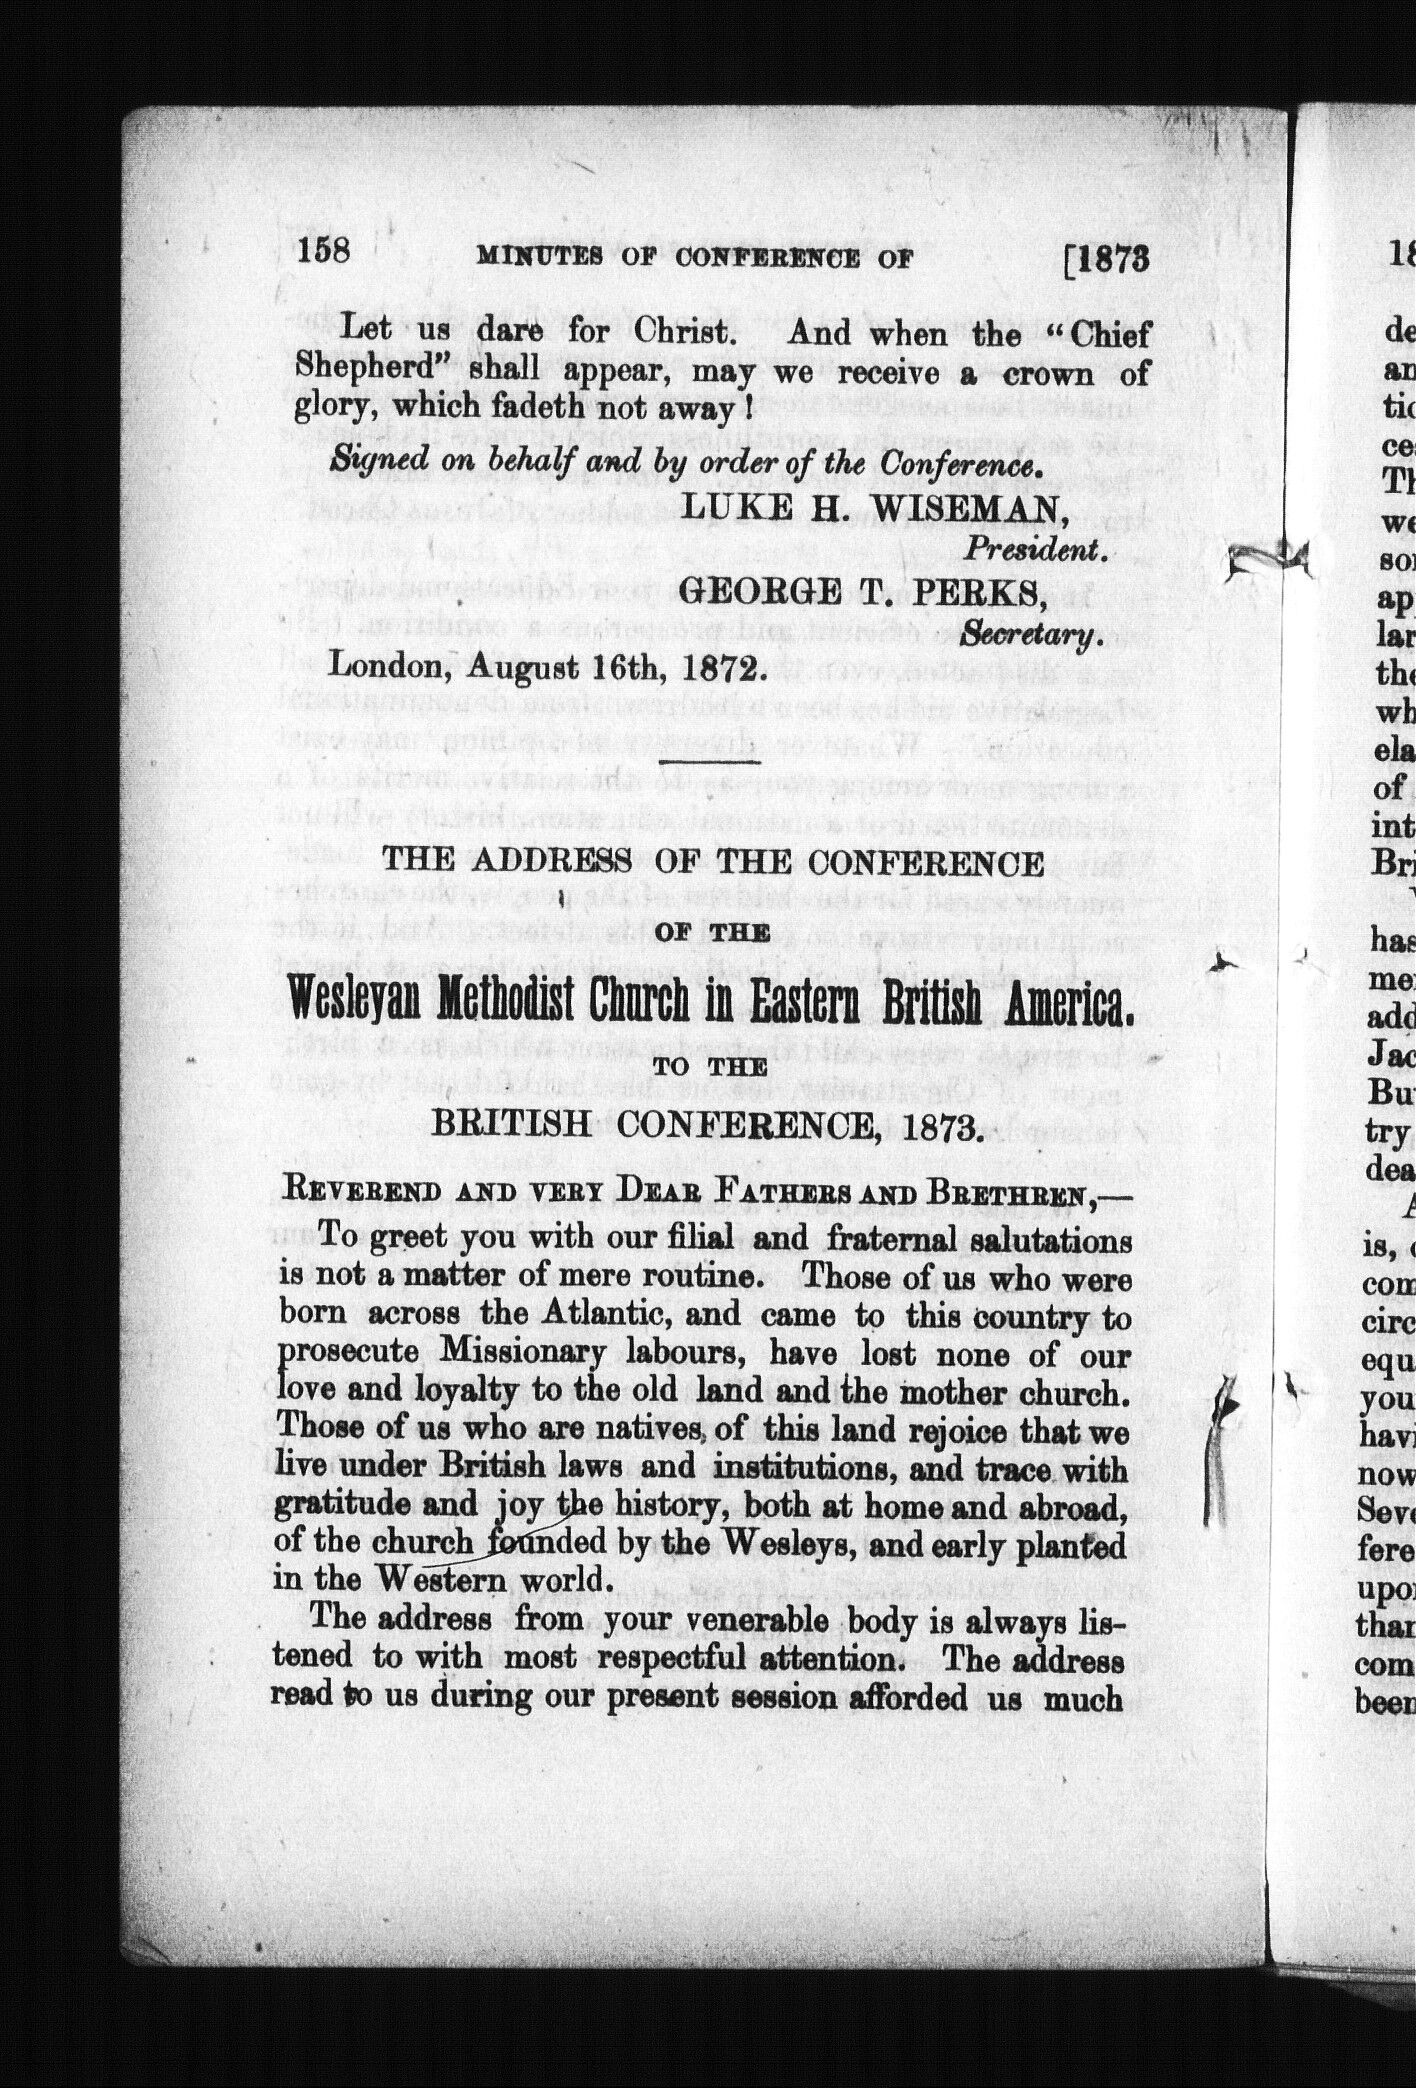 158 MINUTES OF CONFERENCE OF [1873
Let us dare for Christ. And when the “Chief
Shepherd” shall appear, may we receive a crown of
glory, which fadeth not away!
Signed on behalf and by order of the Conference.
LUKE H. WISEMAN,
President.
GEORGE T. PERKS,
Secretary.
London, August 16th, 1872.
THE ADDRESS OF THE CONFERENCE
OF THE
Wesleyan Methodist Church in Eastern British America.
TO THE
BRITISH CONFERENCE, 1873.
REVEREND AND VERY DEAR FATHERS AND BRETHREN,—
To greet you with our filial and fraternal salutations
is not a matter of mere routine. Those of us who were
born across the Atlantic, and came to this country to
prosecute Missionary labours, have lost none of our
love and loyalty to the old land and the mother church.
Those of us who are natives of this land rejoice that we
live under British laws and institutions, and trace with
gratitude and joy the history, both at home and abroad,
of the church founded by the Wesleys, and early planted
in the Western world.
The address from your venerable body is always lis-
tened to with most respectful attention. The address
read to us during our present session afforded us much